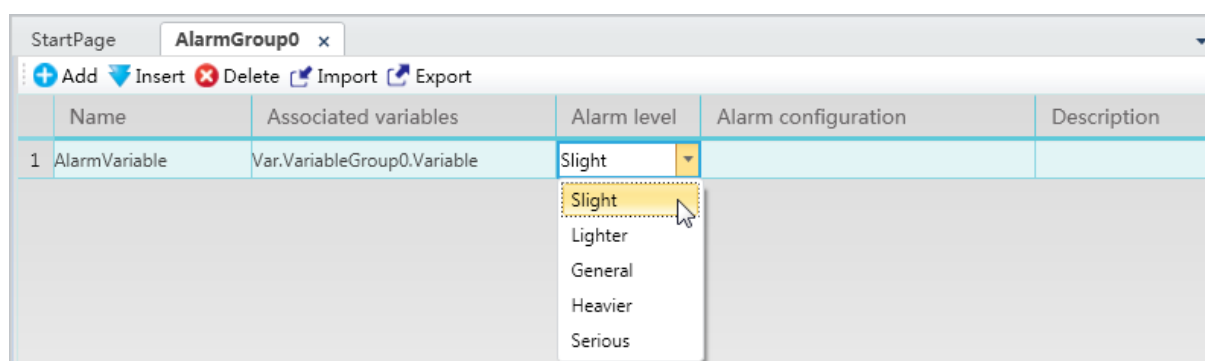 StartPage AlarmGroup0 x
Add Insert Delete Import Export
Name Associated variables Alarm level Alarm configuration Description
1 AlarmVariable Var.VariableGroup0.Variable Slight
Slight
Lighter
General
Heavier
Serious